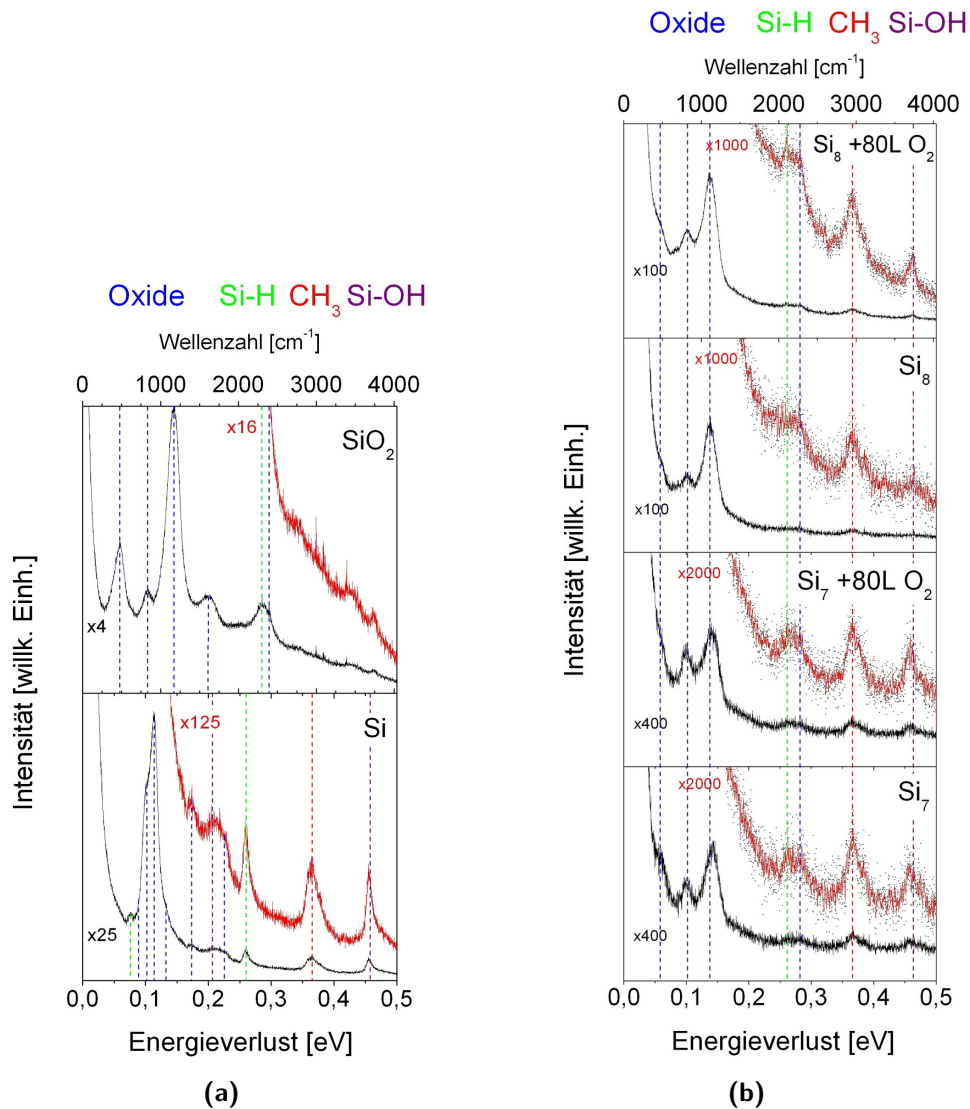 Oxide Si-H CH3 Si-OH
Wellenzahl [cm-1]
0 1000 2000 3000 4000
x16
SiO2
x4
x125
Si
x25
Intensität [willk. Einh.]
0,0 0,1 0,2 0,3 0,4 0,5
Energieverlust [eV]
(a)
Oxide Si-H CH3 Si-OH
Wellenzahl [cm-1]
0 1000 2000 3000 4000
x1000
Si8 +80L O2
x100
x1000
Si8
x100
x2000
Si7 +80L O2
x400
x2000
Si7
x400
Intensität [willk. Einh.]
0,0 0,1 0,2 0,3 0,4 0,5
Energieverlust [eV]
(b)